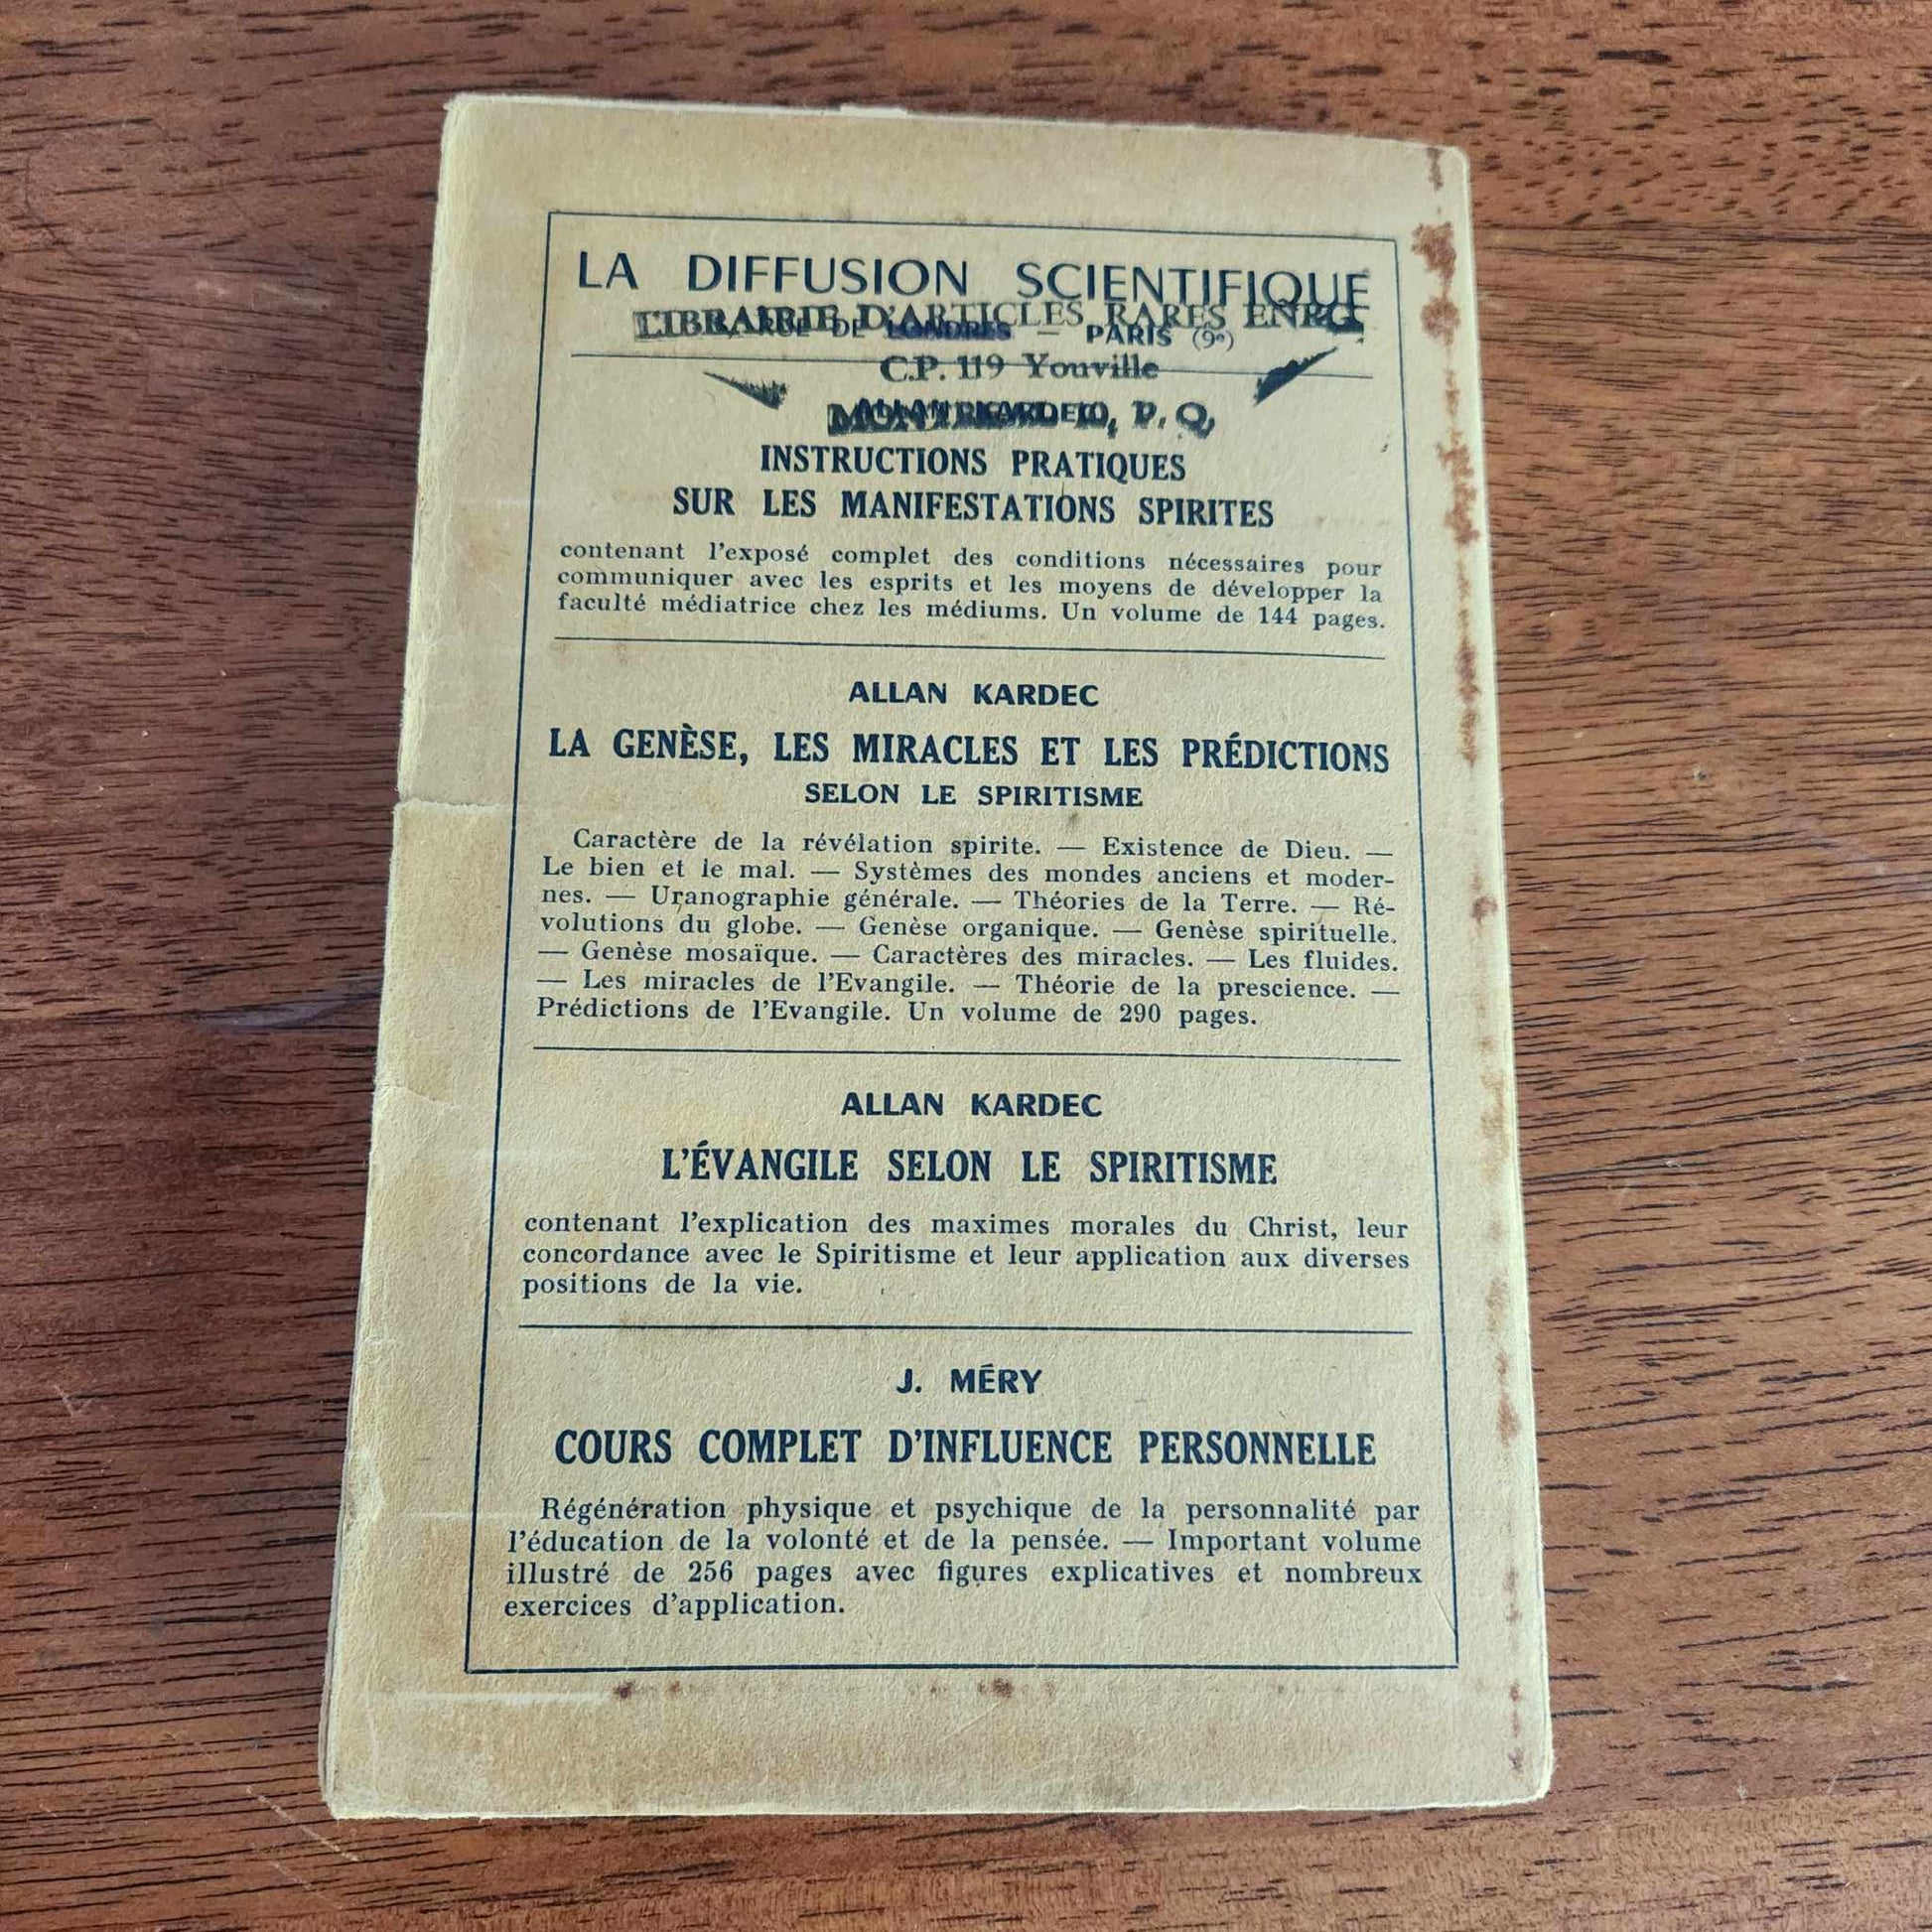 LA DIFFUSION SCIENTIFIQUE
LIBRAIRIE D'ARTICLES RARES ENRG.
RUE DE LONDRES — PARIS (9e)
C.P. 119 Youville
MONTREAL 10, P. Q.
ALLAN KARDEC
INSTRUCTIONS PRATIQUES
SUR LES MANIFESTATIONS SPIRITES
contenant l'exposé complet des conditions nécessaires pour
communiquer avec les esprits et les moyens de développer la
faculté médiatrice chez les médiums. Un volume de 144 pages.
ALLAN KARDEC
LA GENÈSE, LES MIRACLES ET LES PRÉDICTIONS
SELON LE SPIRITISME
Caractère de la révélation spirite. — Existence de Dieu. —
Le bien et le mal. — Systèmes des mondes anciens et moder-
nes. — Uranographie générale. — Théories de la Terre. — Ré-
volutions du globe. — Genèse organique. — Genèse spirituelle.
— Genèse mosaïque. — Caractères des miracles. — Les fluides.
— Les miracles de l'Evangile. — Théorie de la prescience. —
Prédictions de l'Evangile. Un volume de 290 pages.
ALLAN KARDEC
L'ÉVANGILE SELON LE SPIRITISME
contenant l'explication des maximes morales du Christ, leur
concordance avec le Spiritisme et leur application aux diverses
positions de la vie.
J. MÉRY
COURS COMPLET D'INFLUENCE PERSONNELLE
Régénération physique et psychique de la personnalité par
l'éducation de la volonté et de la pensée. — Important volume
illustré de 256 pages avec figures explicatives et nombreux
exercices d'application.